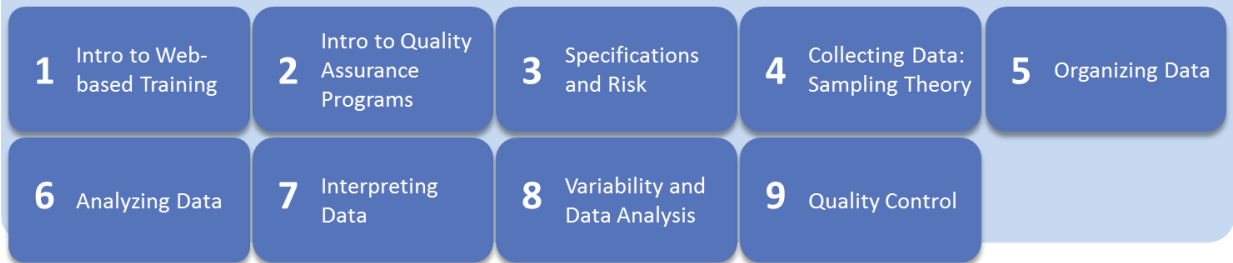 1 Intro to Web-
based Training
2 Intro to Quality
Assurance
Programs
3 Specifications
and Risk
4 Collecting Data:
Sampling Theory
5 Organizing Data
6 Analyzing Data
7 Interpreting
Data
8 Variability and
Data Analysis
9 Quality Control